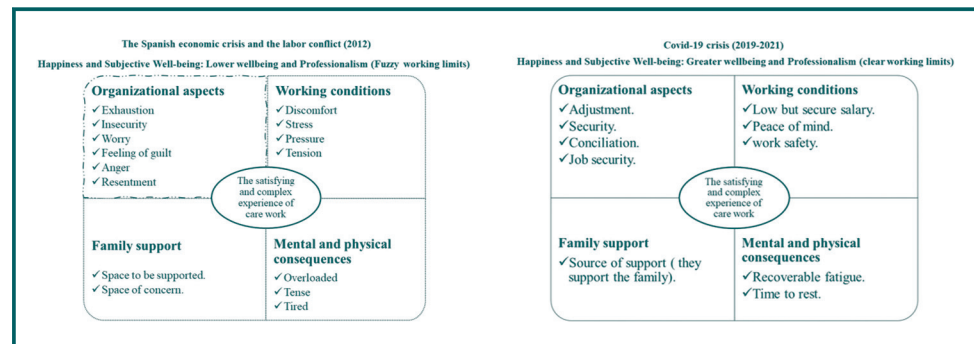 The Spanish economic crisis and the labor conflict (2012)
Happiness and Subjective Well-being: Lower wellbeing and Professionalism (Fuzzy working limits)
Organizational aspects
✓Exhaustion
✓Insecurity
✓Worry
✓Feeling of guilt
✓Anger
✓Resentment
Working conditions
✓Discomfort
✓Stress
✓Pressure
✓Tension
The satisfying
and complex
experience of
care work
Family support
✓Space to be supported.
✓Space of concern.
Mental and physical
consequences
✓Overloaded
✓Tense
✓Tired
Covid-19 crisis (2019-2021)
Happiness and Subjective Well-being: Greater wellbeing and Professionalism (clear working limits)
Organizational aspects
✓Adjustment.
✓Security.
✓Conciliation.
✓Job security.
Working conditions
✓Low but secure salary.
✓Peace of mind.
✓work safety.
The satisfying
and complex
experience of
care work
Family support
✓Source of support ( they
support the family).
Mental and physical
consequences
✓Recoverable fatigue.
✓Time to rest.